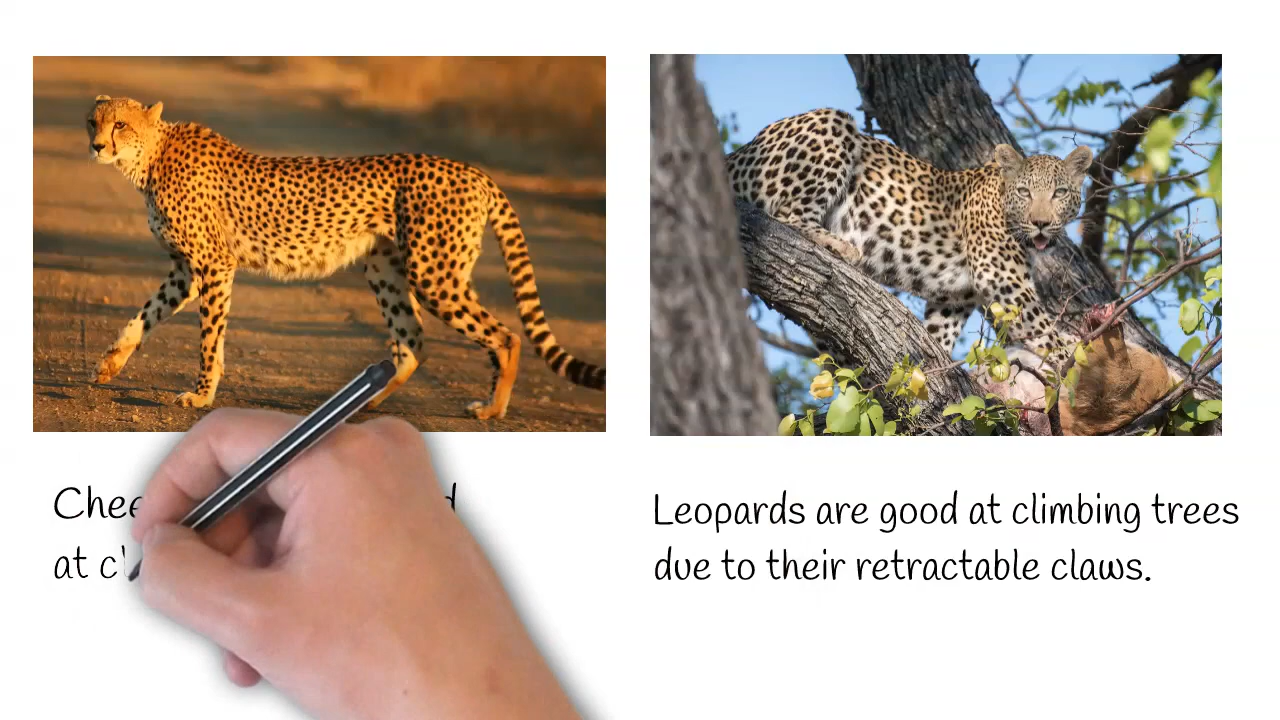 at
Leopards are good at climbing trees
due to their retractable claws.